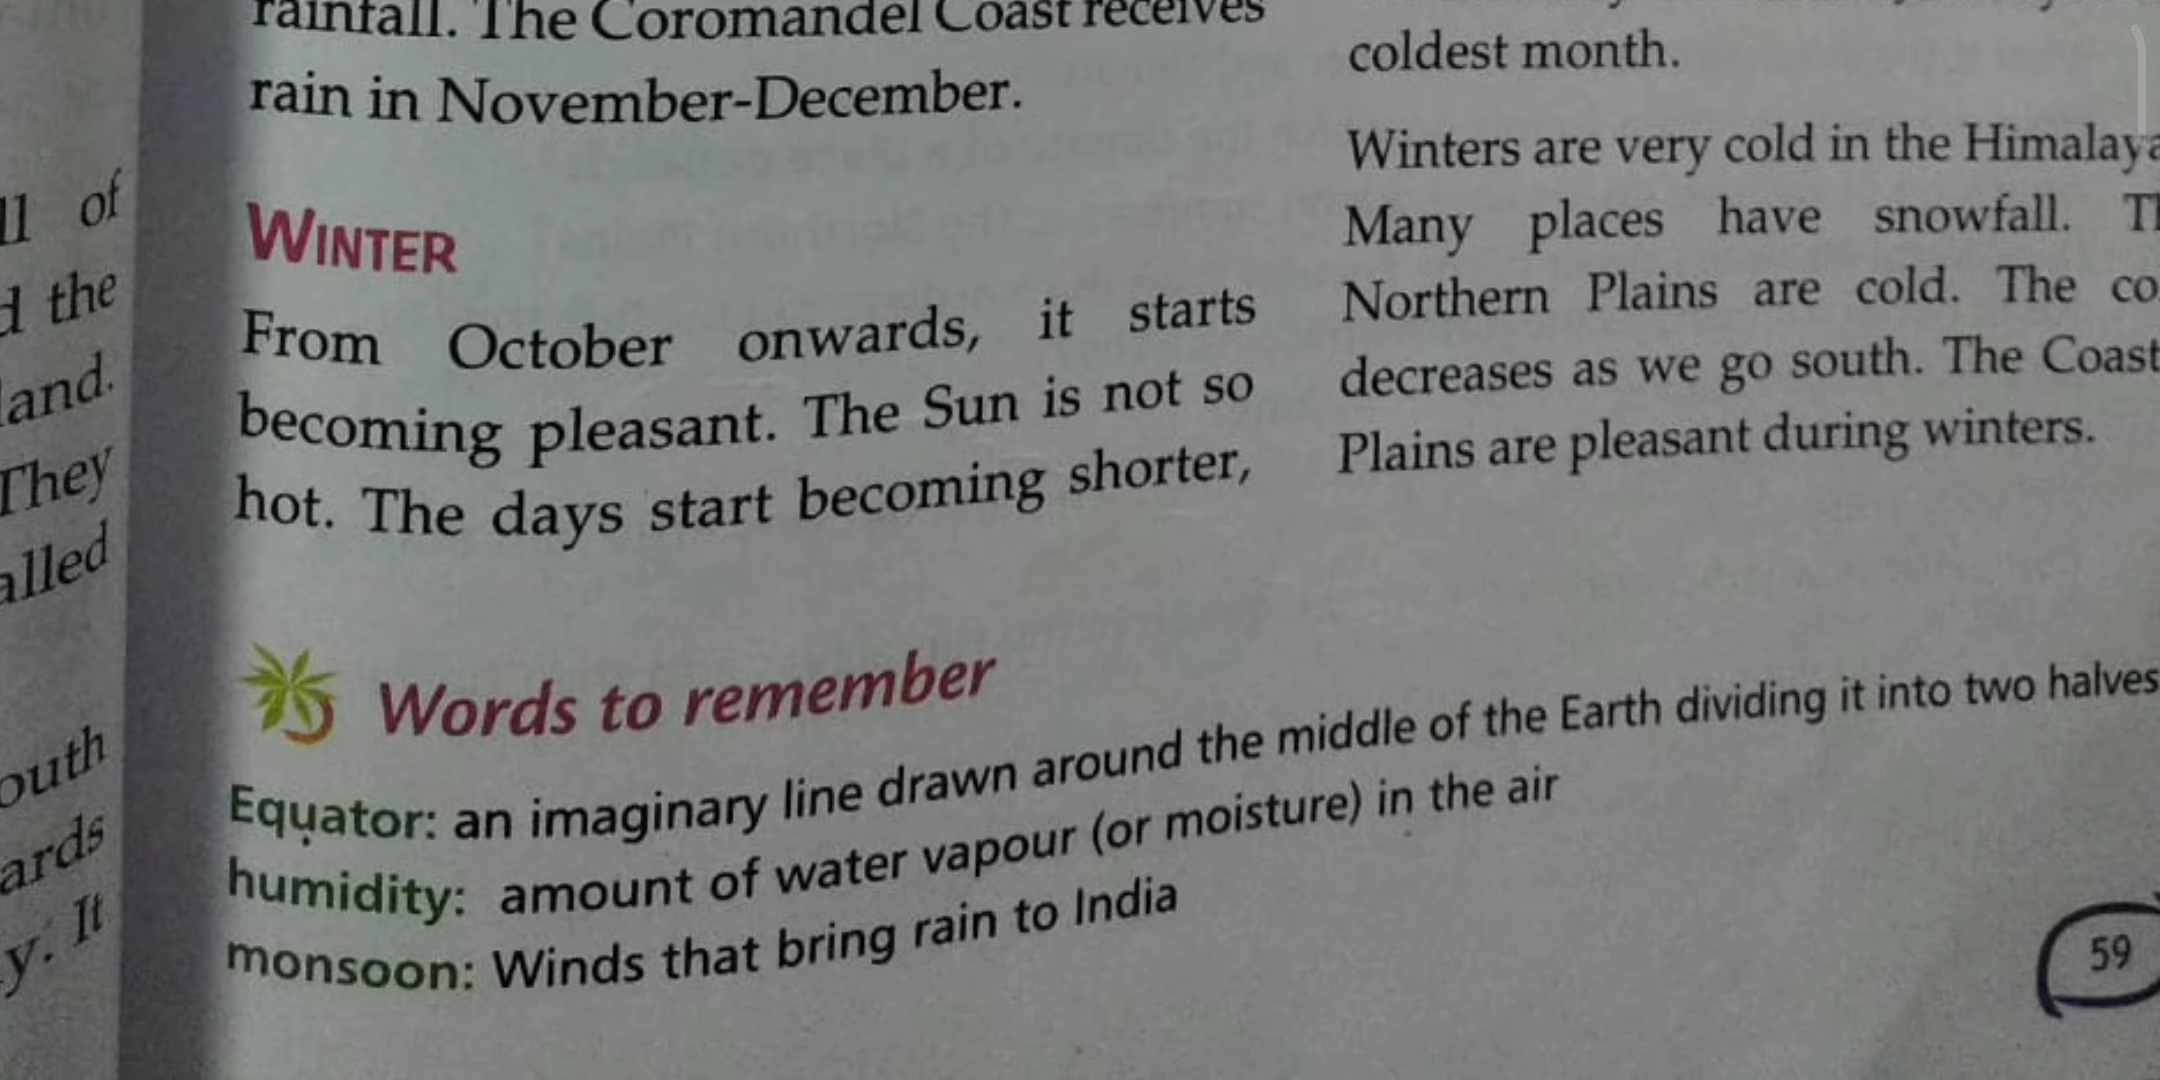 ll of
d the
land.
They
alled
outh
ards
y. It
rainfall. The Coromandel Coast receives
rain in November-December.
WINTER
From October onwards, it starts
becoming pleasant. The Sun is not so
hot. The days start becoming shorter,
coldest month.
Winters are very cold in the Himalaya
Many places have snowfall. Th
Northern Plains are cold. The co
decreases as we go south. The Coast
Plains are pleasant during winters.
Words to remember
Equator: an imaginary line drawn around the middle of the Earth dividing it into two halves
humidity: amount of water vapour (or moisture) in the air
monsoon: Winds that bring rain to India
59